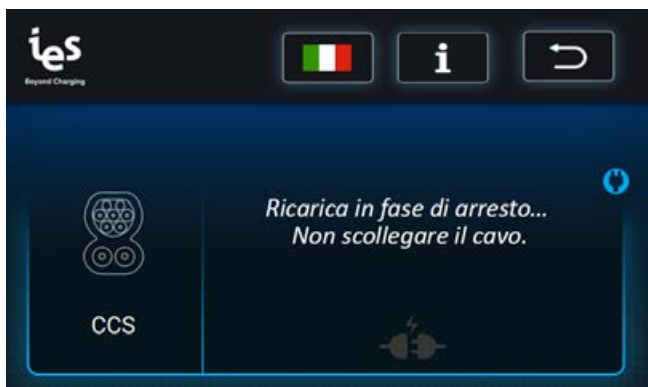 ies
Beyond Charging
i
Ricarica in fase di arresto...
Non scollegare il cavo.
CCS